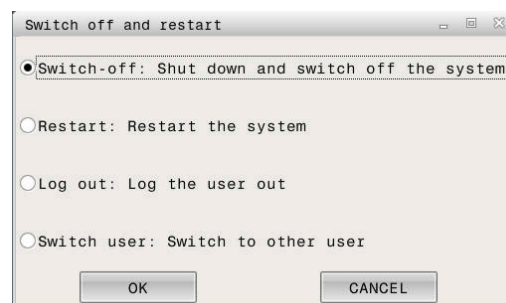 Switch off and restart
Switch-off: Shut down and switch off the system
Restart: Restart the system
Log out: Log the user out
Switch user: Switch to other user
OK CANCEL